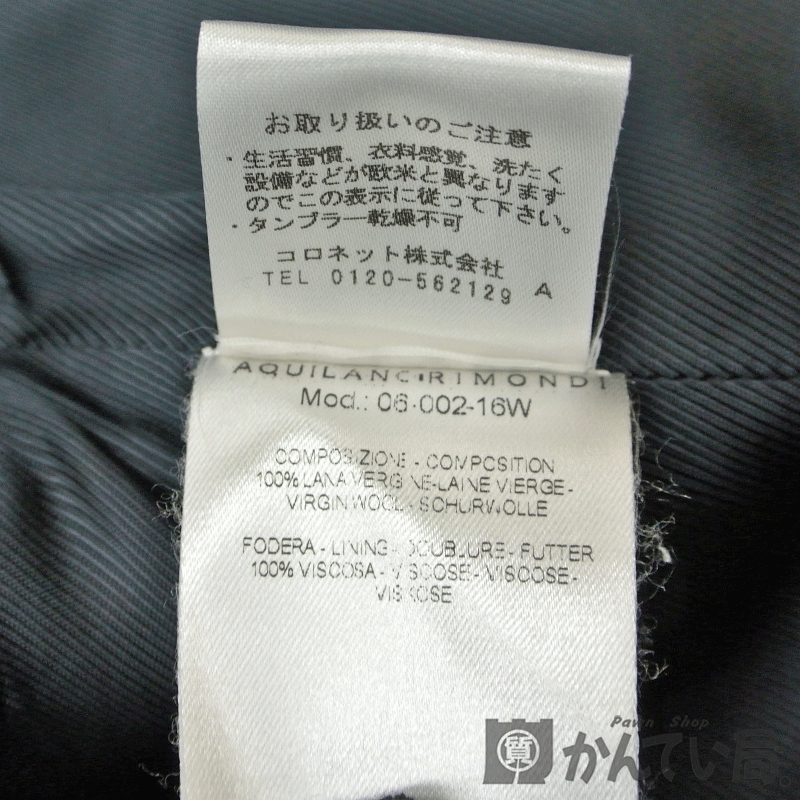 お取り扱いのご注意
・生活習慣、衣料感覚、洗たく
設備などが欧米と異なります
のでこの表示に従って下さい。
・タンブラー乾燥不可
コロネット株式会社
TEL 0120-562129 A
AQUILANO.RIMONDI
Mod.: 06-002-16W
COMPOSIZIONE - COMPOSITION
100% LANA VERGINE-LAINE VIERGE-
VIRGIN WOOL - SCHURWOLLE
FODERA - LINING - DOUBLURE - FUTTER
100% VISCOSA - VISCOSE - VISCOSE -
VISKOSE
Pawn Shop
質 かんてい局